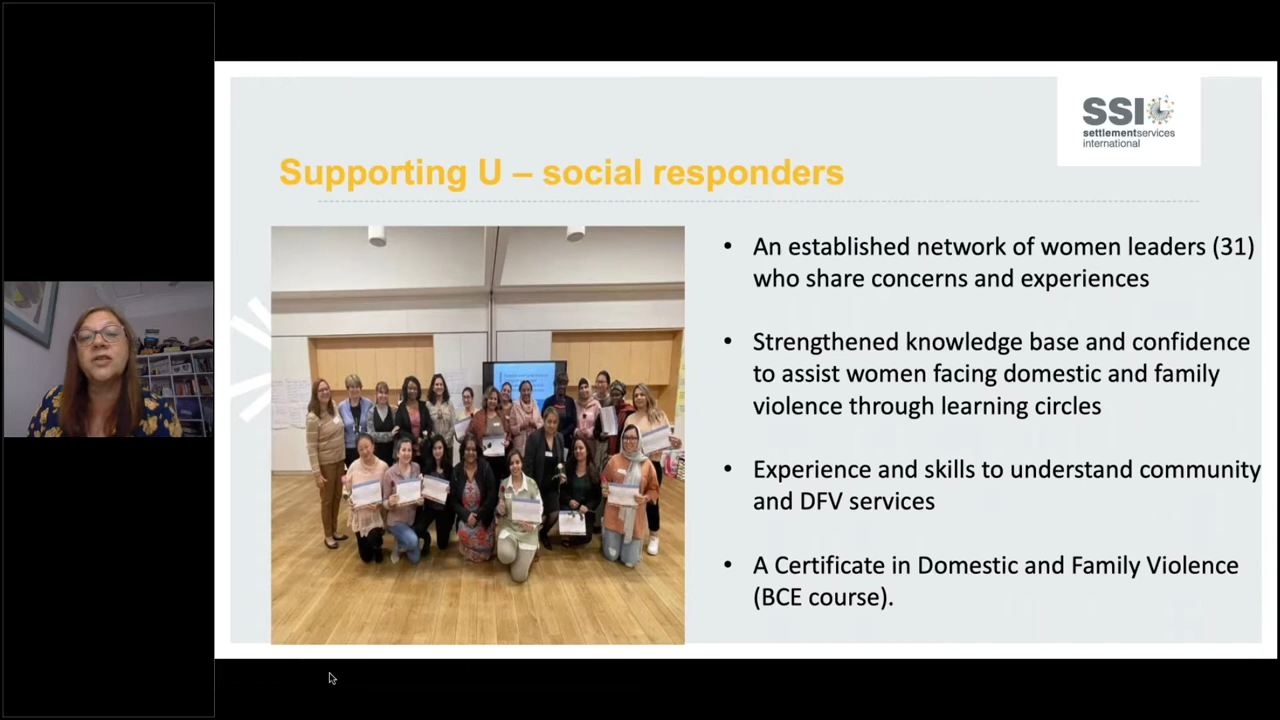 SSI
settlementservices
international
Supporting U – social responders
• An established network of women leaders (31)
who share concerns and experiences
• Strengthened knowledge base and confidence
to assist women facing domestic and family
violence through learning circles
• Experience and skills to understand community
and DFV services
• A Certificate in Domestic and Family Violence
(BCE course).